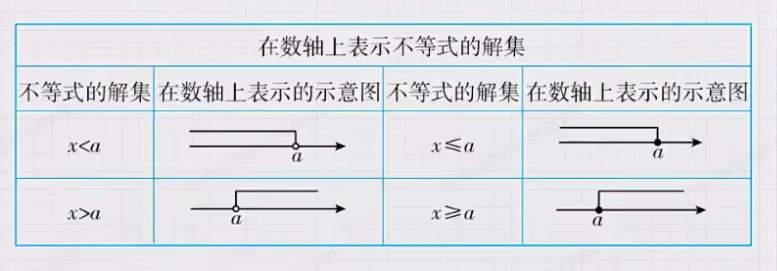 在数轴上表示不等式的解集
不等式的解集 在数轴上表示的示意图 不等式的解集 在数轴上表示的示意图
x<a a x≤a a
x>a a x≥a a